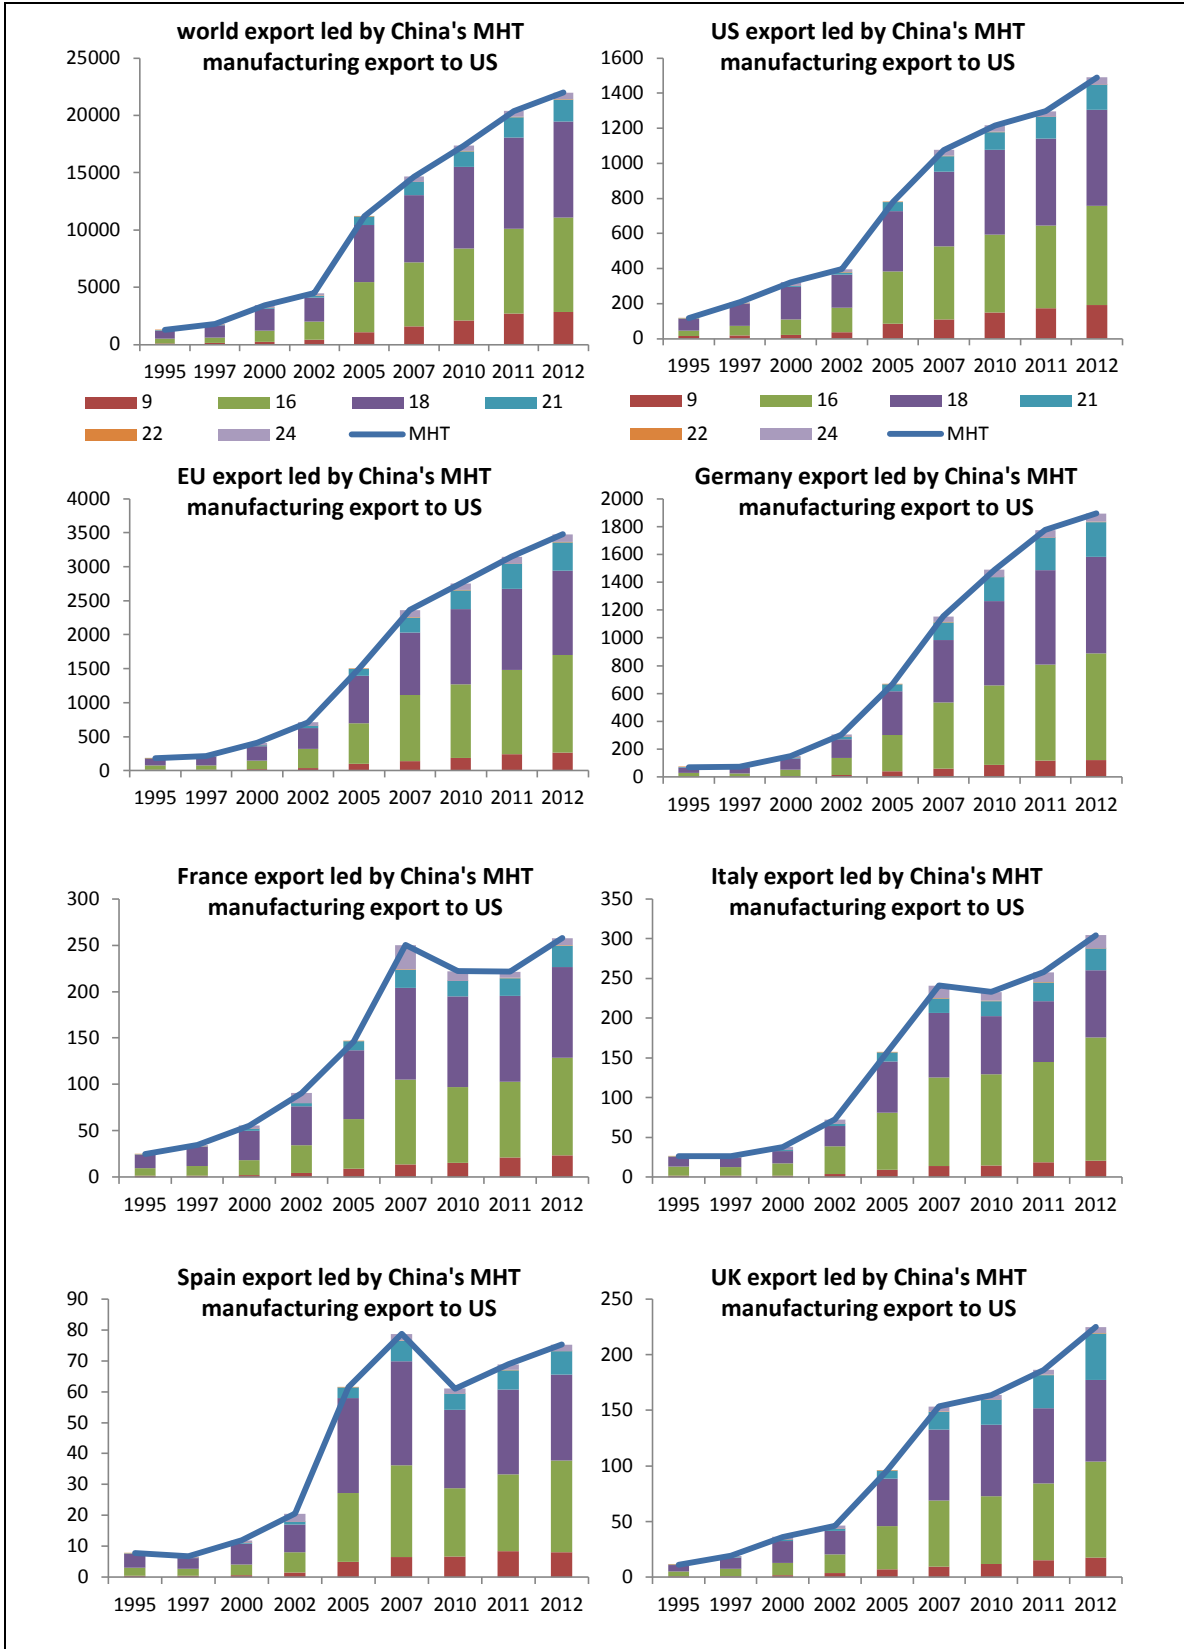 world export led by China's MHT
manufacturing export to US
25000
20000
15000
10000
5000
0
1995 1997 2000 2002 2005 2007 2010 2011 2012
9 16 18 21
22 24 MHT
US export led by China's MHT
manufacturing export to US
1600
1400
1200
1000
800
600
400
200
0
1995 1997 2000 2002 2005 2007 2010 2011 2012
9 16 18 21
22 24 MHT
EU export led by China's MHT
manufacturing export to US
4000
3500
3000
2500
2000
1500
1000
500
0
1995 1997 2000 2002 2005 2007 2010 2011 2012
Germany export led by China's MHT
manufacturing export to US
2000
1800
1600
1400
1200
1000
800
600
400
200
0
1995 1997 2000 2002 2005 2007 2010 2011 2012
France export led by China's MHT
manufacturing export to US
300
250
200
150
100
50
0
1995 1997 2000 2002 2005 2007 2010 2011 2012
Italy export led by China's MHT
manufacturing export to US
350
300
250
200
150
100
50
0
1995 1997 2000 2002 2005 2007 2010 2011 2012
Spain export led by China's MHT
manufacturing export to US
90
80
70
60
50
40
30
20
10
0
1995 1997 2000 2002 2005 2007 2010 2011 2012
UK export led by China's MHT
manufacturing export to US
250
200
150
100
50
0
1995 1997 2000 2002 2005 2007 2010 2011 2012